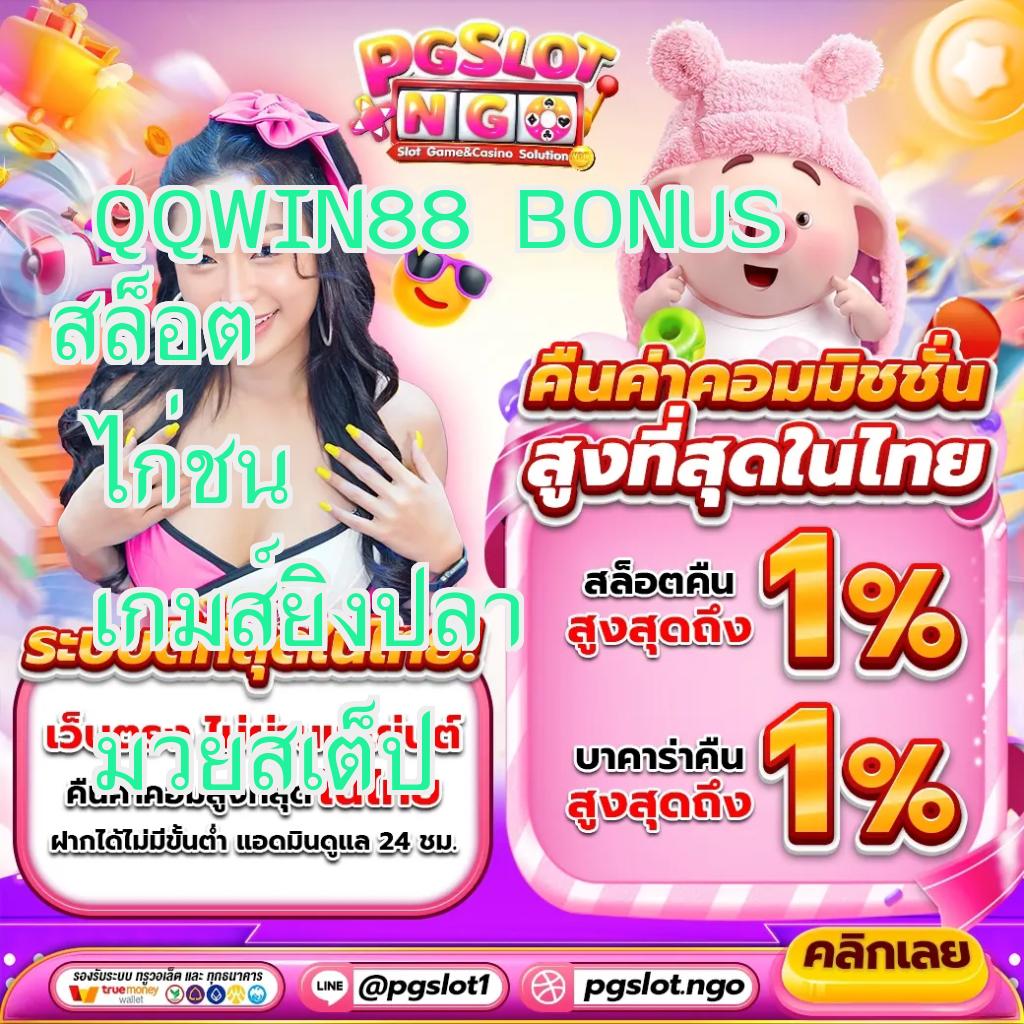 PGSLOT
NGO
Slot Game&Casino Solution
QQWIN88 BONUS
สล็อต
ไก่ชน
เกมส์ยิงปลา
มวยสเต็ป
คืนค่าคอมมิชชั่น
สูงที่สุดในไทย
สล็อตคืน
สูงสุดถึง
1%
บาคาร่าคืน
สูงสุดถึง
1%
ฝากได้ไม่มีขั้นต่ำ แอดมินดูแล 24 ชม.
คลิกเลย
รองรับระบบ ทรูวอเล็ต และ ทุกธนาคาร
truemoney
wallet
LINE @pgslot1
pgslot.ngo